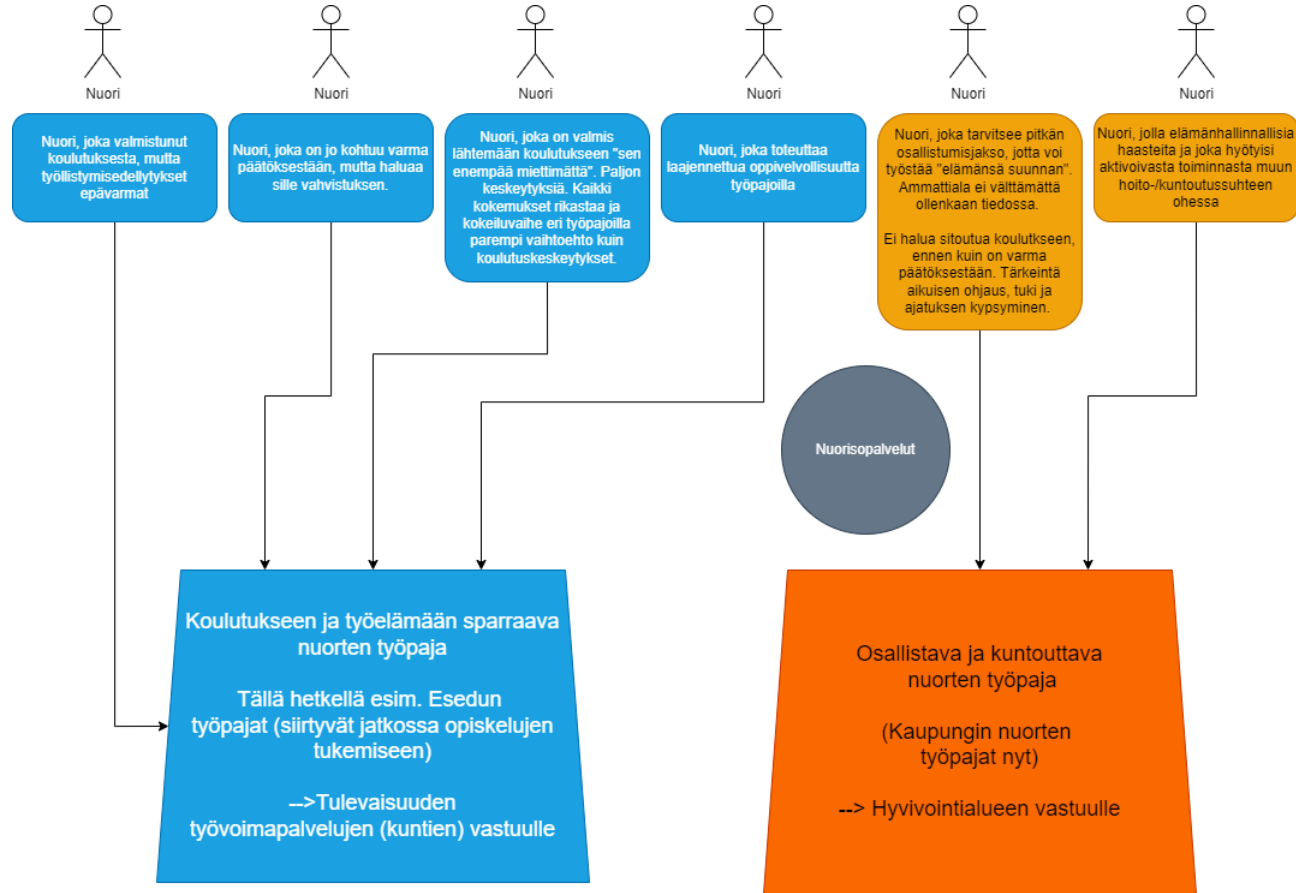 Nuori
Nuori
Nuori
Nuori
Nuori
Nuori
Nuori, joka valmistunut
koulutuksesta, mutta
työllistymisedellytykset
epävarmat
Nuori, joka on jo kohtuu varma
päätöksestään, mutta haluaa
sille vahvistuksen.
Nuori, joka on valmis
lähtemään koulutukseen "sen
enempää miettimättä". Paljon
keskeytyksiä. Kaikki
kokemukset rikastaa ja
kokeiluvaihe eri työpajoilla
parempi vaihtoehto kuin
koulutuskeskeytykset.
Nuori, joka toteuttaa
laajennettua oppivelvollisuutta
työpajoilla
Nuori, joka tarvitsee pitkän
osallistumisjakso, jotta voi
työstää "elämänsä suunnan".
Ammattiala ei välttämättä
ollenkaan tiedossa.
Ei halua sitoutua koulutkseen,
ennen kuin on varma
päätöksestään. Tärkeintä
aikuisen ohjaus, tuki ja
ajatuksen kypsyminen.
Nuori, jolla elämänhallinnallisia
haasteita ja joka hyötyisi
aktivoivasta toiminnasta muun
hoito-/kuntoutussuhteen
ohessa
Nuorisopalvelut
Koulutukseen ja työelämään sparraava
nuorten työpaja
Tällä hetkellä esim. Esedun
työpajat (siirtyvät jatkossa opiskelujen
tukemiseen)
-->Tulevaisuuden
työvoimapalvelujen (kuntien) vastuulle
Osallistava ja kuntouttava
nuorten työpaja
(Kaupungin nuorten
työpajat nyt)
--> Hyvivointialueen vastuulle